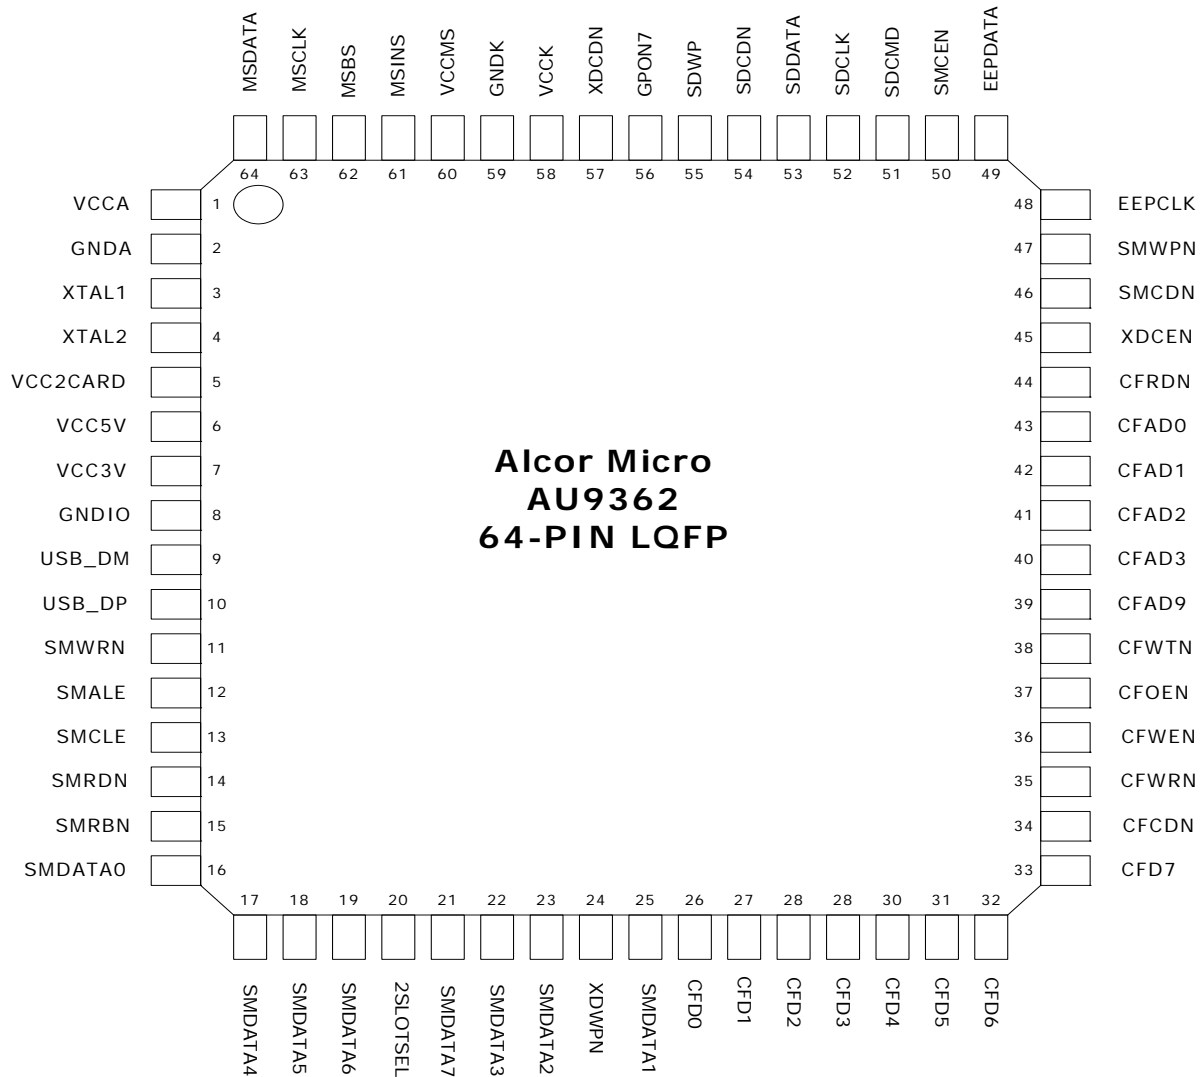 MSDATA
MSCLK
MSBS
MSINS
VCCMS
GNDK
VCCK
XDCDN
GPON7
SDWP
SDCDN
SDDATA
SDCLK
SDCMD
SMCEN
EEPDATA
64 63 62 61 60 59 58 57 56 55 54 53 52 51 50 49
VCCA 1 48 EEPCLK
GNDA 2 47 SMWPN
XTAL1 3 46 SMCDN
XTAL2 4 45 XDCEN
VCC2CARD 5 44 CFRDN
VCC5V 6 43 CFAD0
VCC3V 7 42 CFAD1
GNDIO 8 41 CFAD2
USB_DM 9 40 CFAD3
USB_DP 10 39 CFAD9
SMWRN 11 38 CFWTN
SMALE 12 37 CFOEN
SMCLE 13 36 CFWEN
SMRDN 14 35 CFWRN
SMRBN 15 34 CFCDN
SMDATA0 16 33 CFD7
Alcor Micro
AU9362
64-PIN LQFP
17 18 19 20 21 22 23 24 25 26 27 28 28 30 31 32
SMDATA4
SMDATA5
SMDATA6
2SLOTSEL
SMDATA7
SMDATA3
SMDATA2
XDWPN
SMDATA1
CFD0
CFD1
CFD2
CFD3
CFD4
CFD5
CFD6